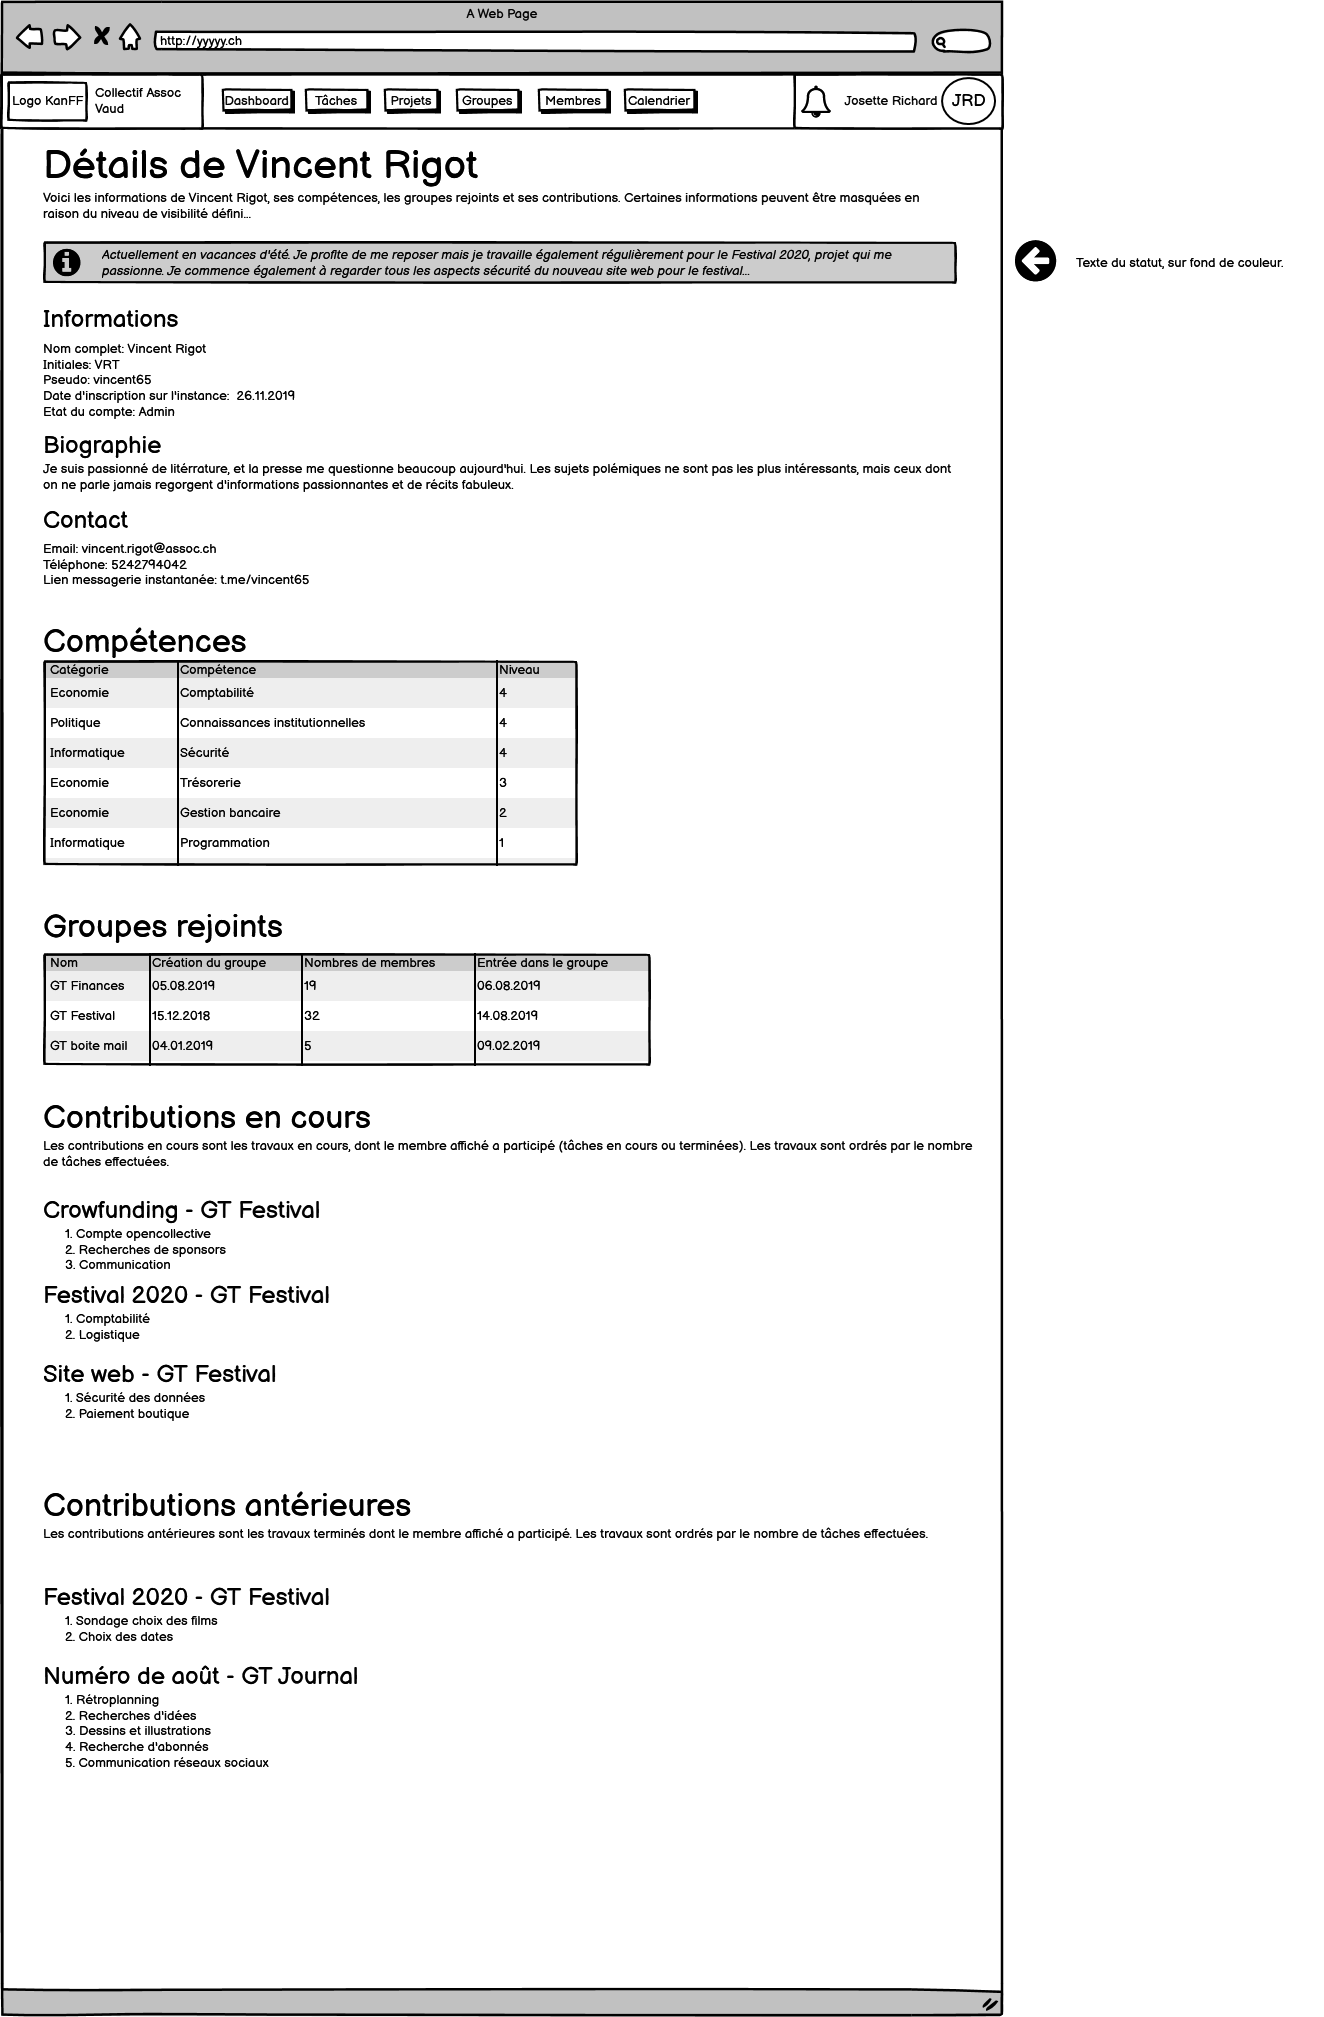 A Web Page
http://yyyyy.ch
Logo KanFF
Collectif Assoc
Vaud
Dashboard
Tâches
Projets
Groupes
Membres
Calendrier
Josette Richard
JRD
Détails de Vincent Rigot
Voici les informations de Vincent Rigot, ses compétences, les groupes rejoints et ses contributions. Certaines informations peuvent être masquées en
raison du niveau de visibilité défini...
Actuellement en vacances d'été. Je profite de me reposer mais je travaille également régulièrement pour le Festival 2020, projet qui me
passionne. Je commence également à regarder tous les aspects sécurité du nouveau site web pour le festival...
Texte du statut, sur fond de couleur.
Informations
Nom complet: Vincent Rigot
Initiales: VRT
Pseudo: vincent65
Date d'inscription sur l'instance:  26.11.2019
Etat du compte: Admin
Biographie
Je suis passionné de litérrature, et la presse me questionne beaucoup aujourd'hui. Les sujets polémiques ne sont pas les plus intéressants, mais ceux dont
on ne parle jamais regorgent d'informations passionnantes et de récits fabuleux.
Contact
Email: vincent.rigot@assoc.ch
Téléphone: 5242794042
Lien messagerie instantanée: t.me/vincent65
Compétences
Catégorie Compétence Niveau
Economie Comptabilité 4
Politique Connaissances institutionnelles 4
Informatique Sécurité 4
Economie Trésorerie 3
Economie Gestion bancaire 2
Informatique Programmation 1
Groupes rejoints
Nom Création du groupe Nombres de membres Entrée dans le groupe
GT Finances 05.08.2019 19 06.08.2019
GT Festival 15.12.2018 32 14.08.2019
GT boite mail 04.01.2019 5 09.02.2019
Contributions en cours
Les contributions en cours sont les travaux en cours, dont le membre affiché a participé (tâches en cours ou terminées). Les travaux sont ordrés par le nombre
de tâches effectuées.
Crowfunding - GT Festival
1. Compte opencollective
2. Recherches de sponsors
3. Communication
Festival 2020 - GT Festival
1. Comptabilité
2. Logistique
Site web - GT Festival
1. Sécurité des données
2. Paiement boutique
Contributions antérieures
Les contributions antérieures sont les travaux terminés dont le membre affiché a participé. Les travaux sont ordrés par le nombre de tâches effectuées.
Festival 2020 - GT Festival
1. Sondage choix des films
2. Choix des dates
Numéro de août - GT Journal
1. Rétroplanning
2. Recherches d'idées
3. Dessins et illustrations
4. Recherche d'abonnés
5. Communication réseaux sociaux